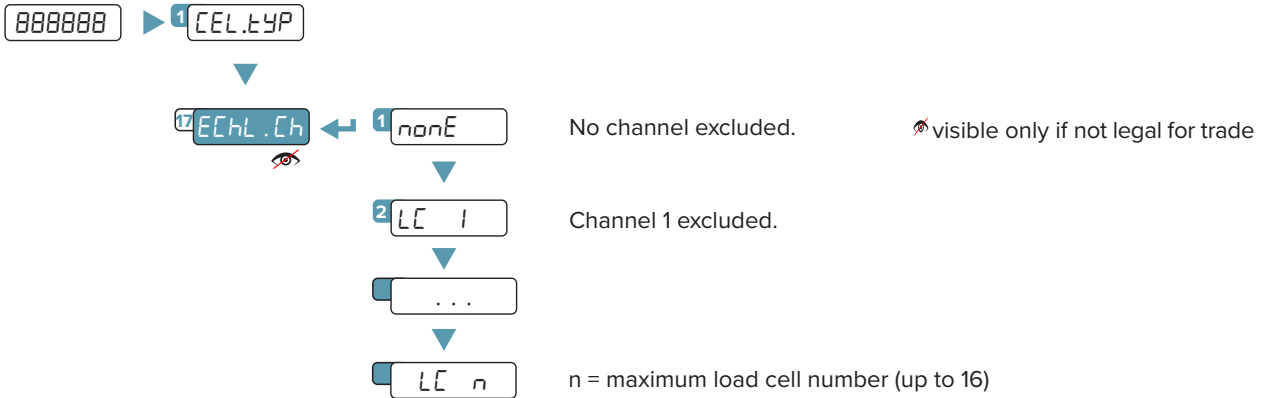 888888 1 CEL.tYP
17 EChL.Ch 1 nonE No channel excluded. visible only if not legal for trade
2 LC 1 Channel 1 excluded.
...
LC n n = maximum load cell number (up to 16)